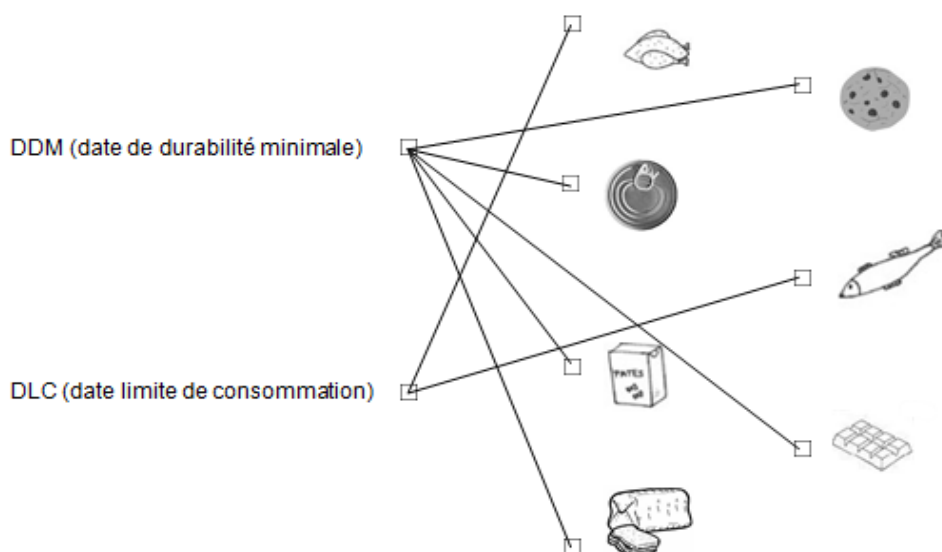 DDM (date de durabilité minimale)
DLC (date limite de consommation)
PATES